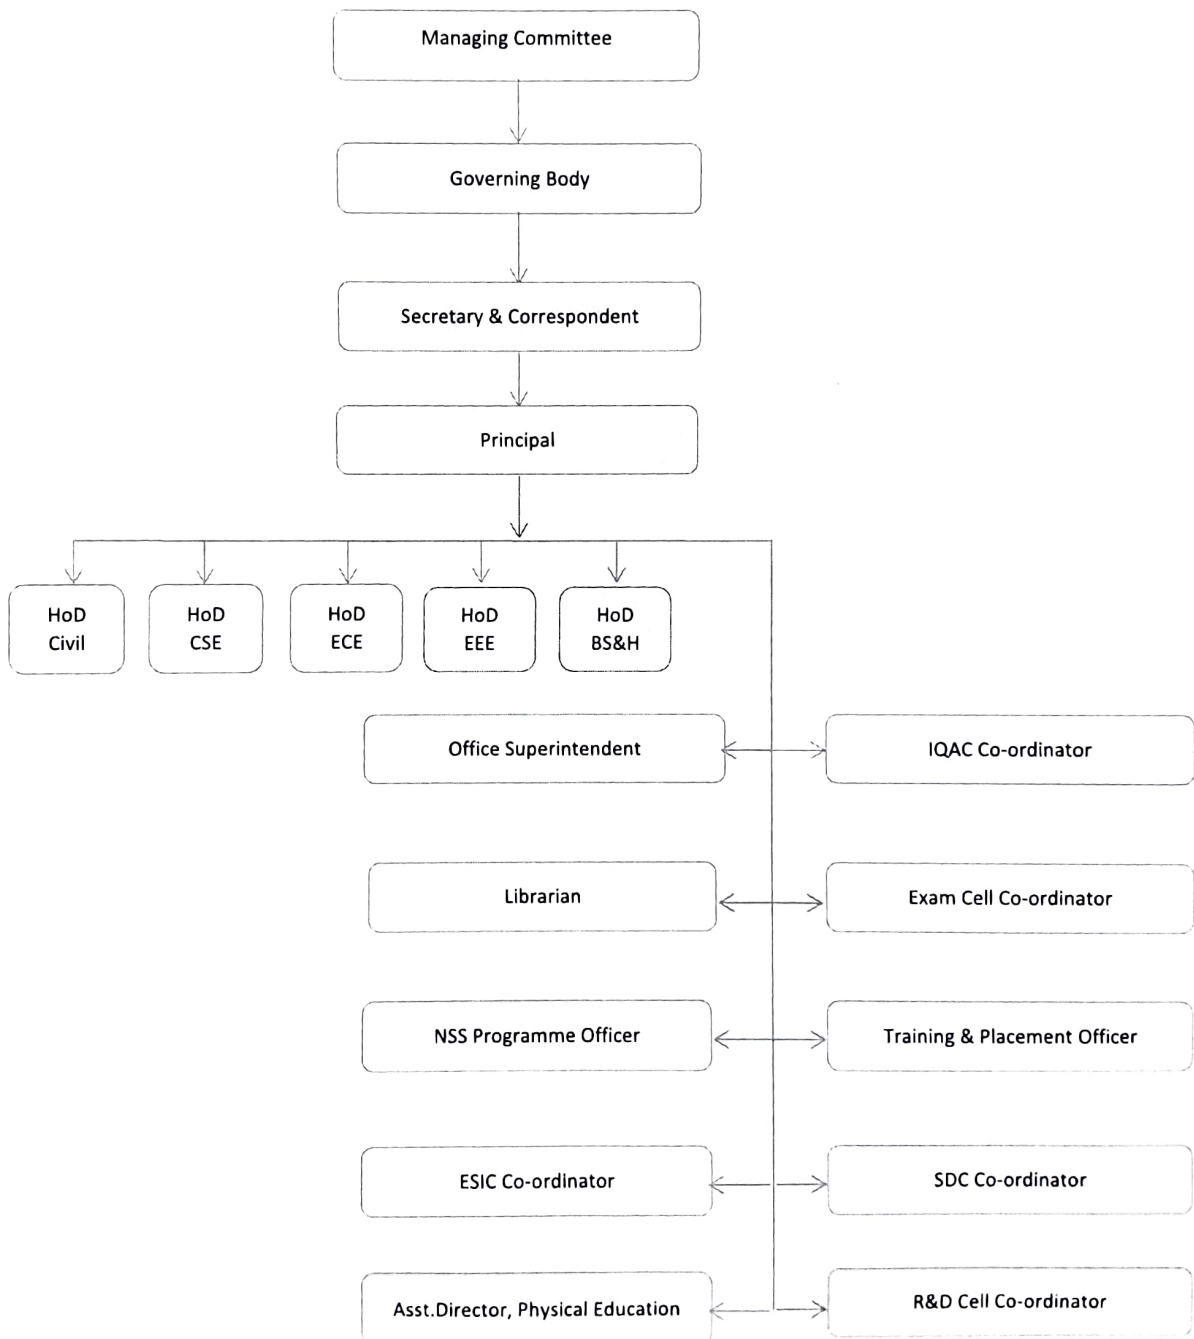 Managing Committee
Governing Body
Secretary & Correspondent
Principal
HoD
Civil
HoD
CSE
HoD
ECE
HoD
EEE
HoD
BS&H
Office Superintendent
IQAC Co-ordinator
Librarian
Exam Cell Co-ordinator
NSS Programme Officer
Training & Placement Officer
ESIC Co-ordinator
SDC Co-ordinator
Asst.Director, Physical Education
R&D Cell Co-ordinator